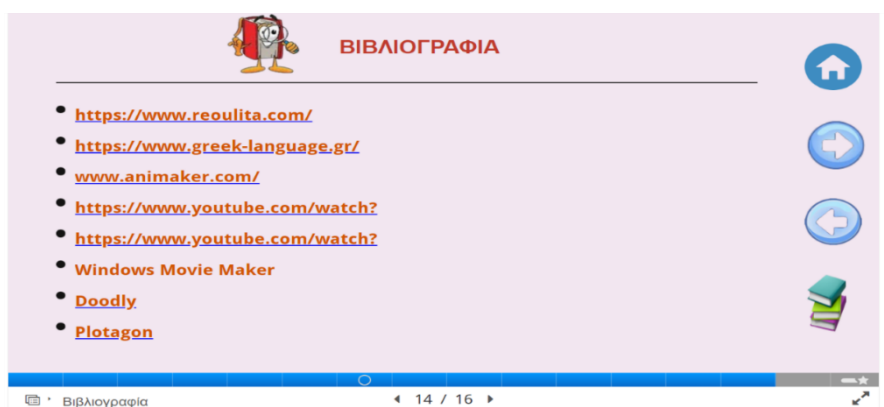 ΒΙΒΛΙΟΓΡΑΦΙΑ
https://www.reoulita.com/
https://www.greek-language.gr/
www.animaker.com/
https://www.youtube.com/watch?
https://www.youtube.com/watch?
Windows Movie Maker
Doodly
Plotagon
Βιβλιογραφία 14 / 16